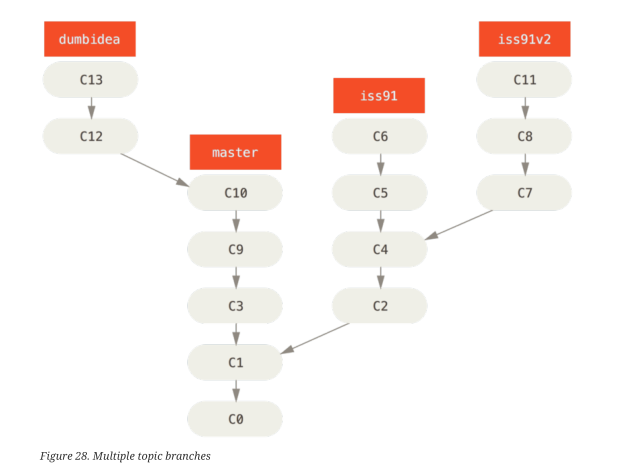 dumbidea
iss91v2
C13
C11
iss91
C12
C6
C8
master
C10
C5
C7
C9
C4
C3
C2
C1
C0
Figure 28. Multiple topic branches